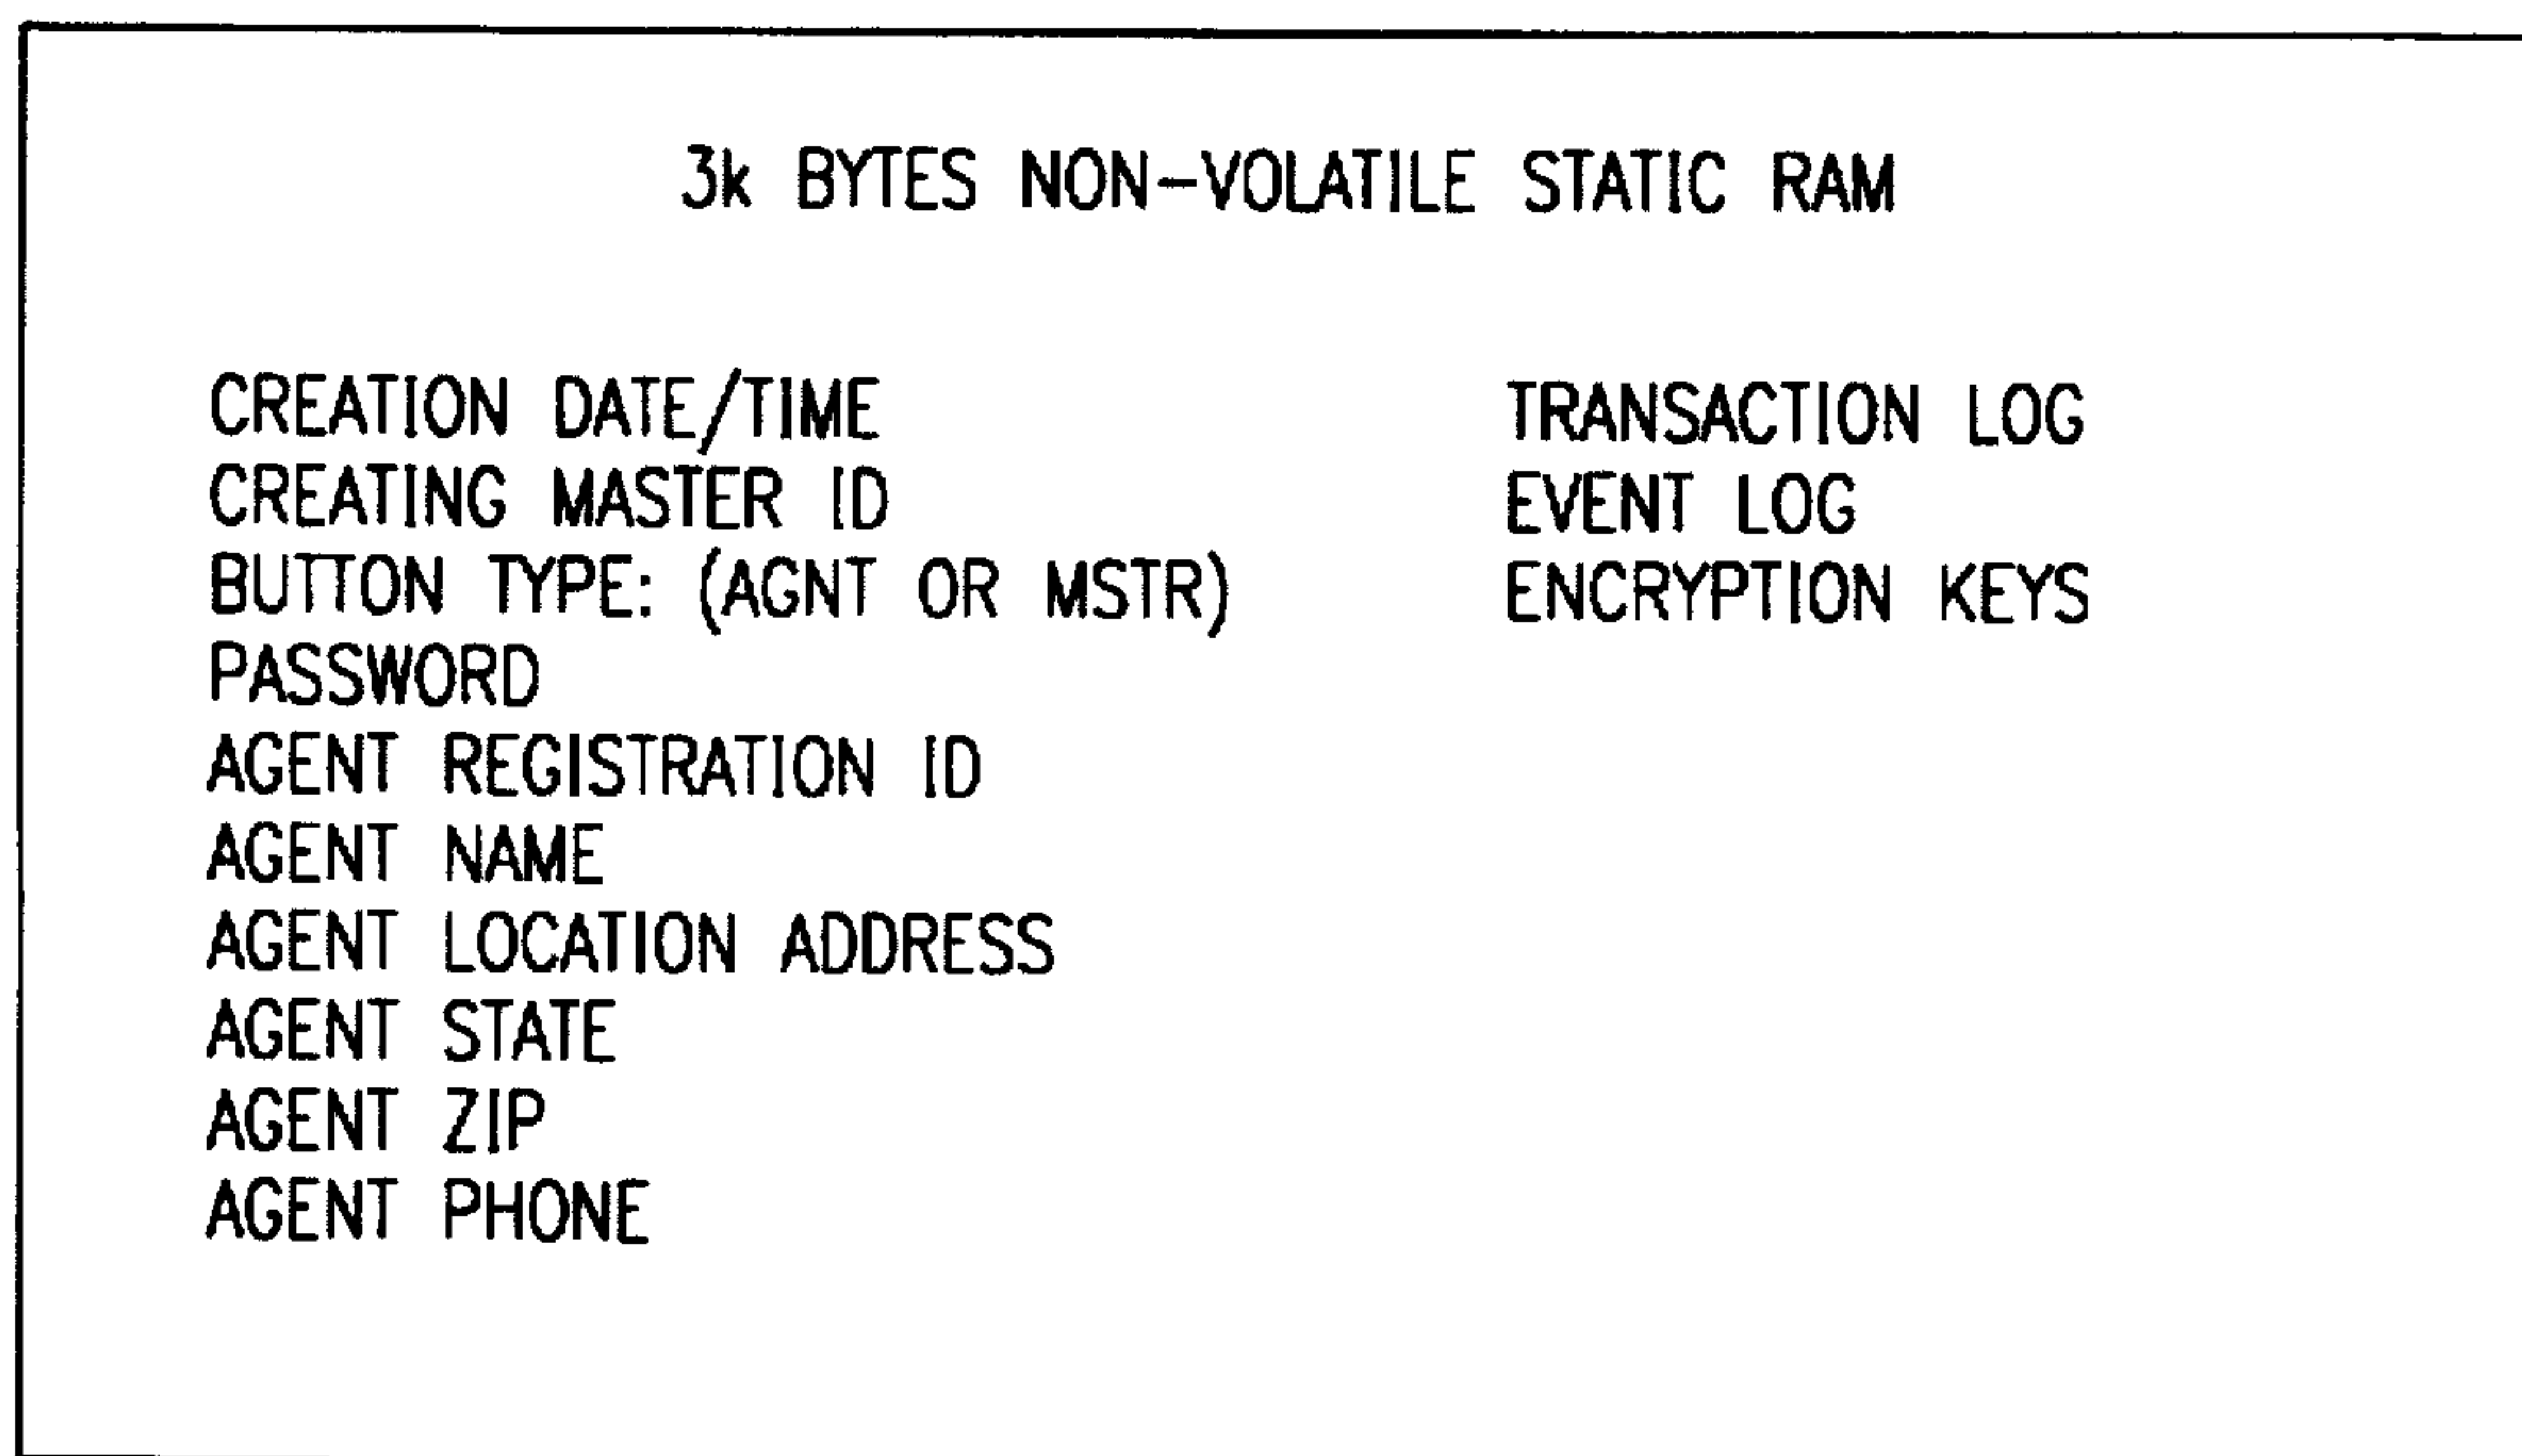 3k BYTES NON-VOLATILE STATIC RAM
CREATION DATE/TIME
CREATING MASTER ID
BUTTON TYPE: (AGNT OR MSTR)
PASSWORD
AGENT REGISTRATION ID
AGENT NAME
AGENT LOCATION ADDRESS
AGENT STATE
AGENT ZIP
AGENT PHONE
TRANSACTION LOG
EVENT LOG
ENCRYPTION KEYS